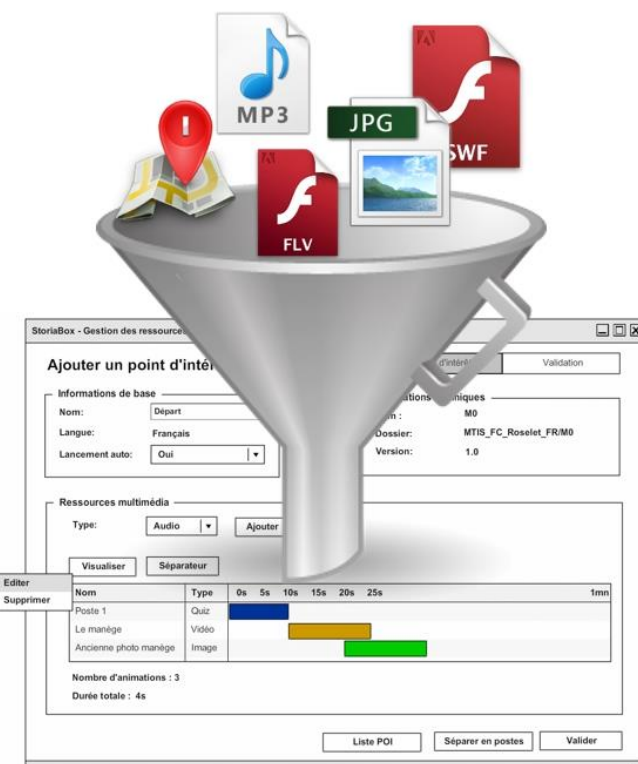 MP3
JPG
SWF
FLV
StoriaBox - Gestion des
Ajouter un point
Validation
Informations de base
Nom:
Départ
M0
Langue:
Français
Dossier:
MTIS_FC_Roselet_FR/M0
Lancement auto:
Oui
Version:
1.0
Ressources multimédia
Type:
Audio
Ajouter
Visualiser
Séparateur
Editer
Supprimer
Nom Type 0s 5s 10s 15s 20s 25s 1mn
Poste 1 Quiz
Le manège Vidéo
Ancienne photo manège Image
Nombre d'animations : 3
Durée totale : 4s
Liste POI
Séparer en postes
Valider